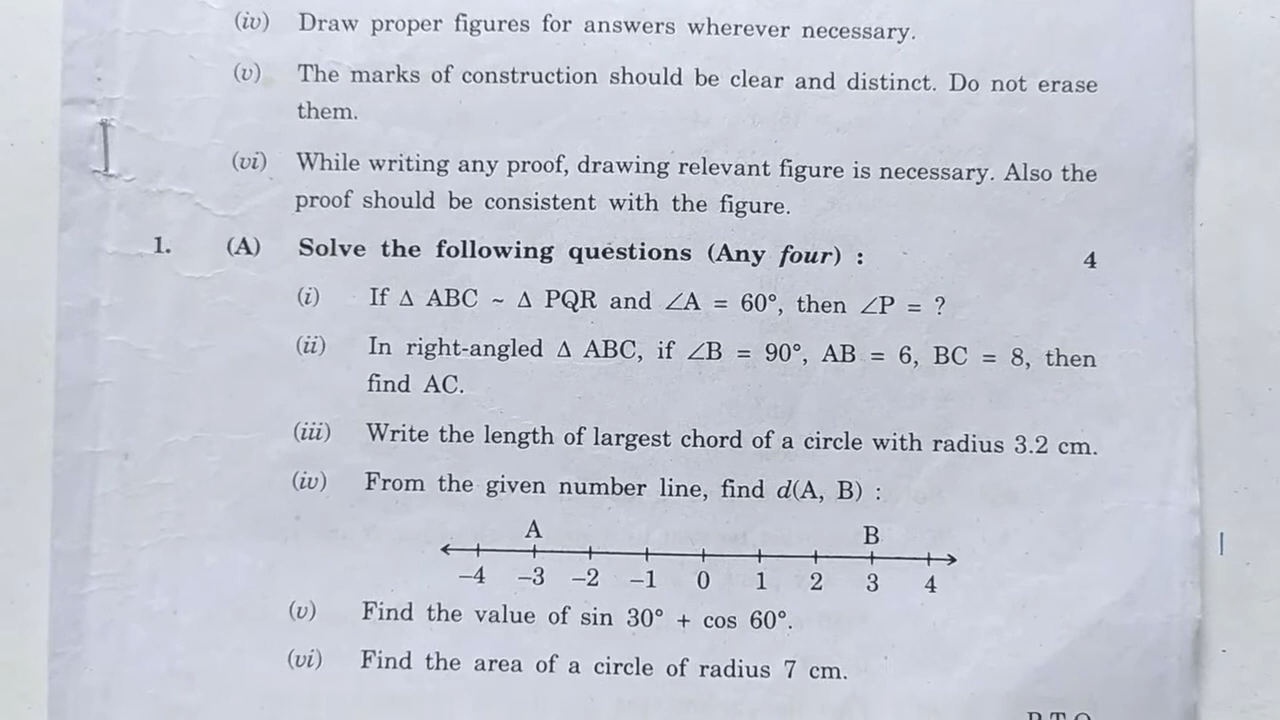 (iv) Draw proper figures for answers wherever necessary.
(v) The marks of construction should be clear and distinct. Do not erase
them.
(vi) While writing any proof, drawing relevant figure is necessary. Also the
proof should be consistent with the figure.
1. (A) Solve the following questions (Any four) : 4
(i) If Δ ABC ~ Δ PQR and ∠A = 60°, then ∠P = ?
(ii) In right-angled Δ ABC, if ∠B = 90°, AB = 6, BC = 8, then
find AC.
(iii) Write the length of largest chord of a circle with radius 3.2 cm.
(iv) From the given number line, find d(A, B) :
A B
–4 –3 –2 –1 0 1 2 3 4
(v) Find the value of sin 30° + cos 60°.
(vi) Find the area of a circle of radius 7 cm.
P.T.O.